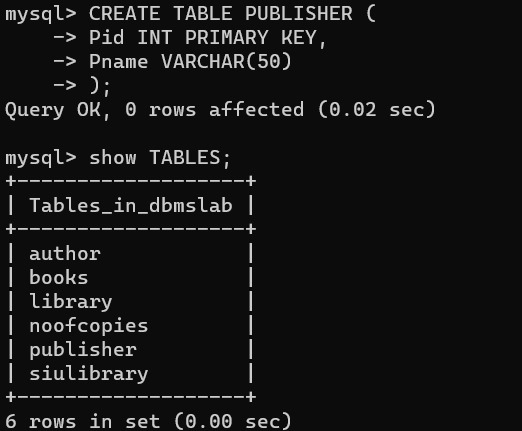 mysql> CREATE TABLE PUBLISHER (
    -> Pid INT PRIMARY KEY,
    -> Pname VARCHAR(50)
    -> );
Query OK, 0 rows affected (0.02 sec)

mysql> show TABLES;
+-------------------+
| Tables_in_dbmslab |
+-------------------+
| author            |
| books             |
| library           |
| noofcopies        |
| publisher         |
| siulibrary        |
+-------------------+
6 rows in set (0.00 sec)